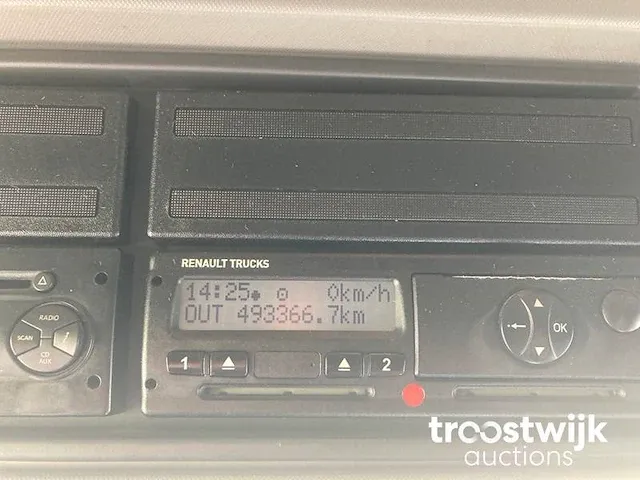 RENAULT TRUCKS
14:25 0km/h
OUT 493366.7km
RADIO
SCAN
CD
AUX
1 2
OK
troostwijk
auctions